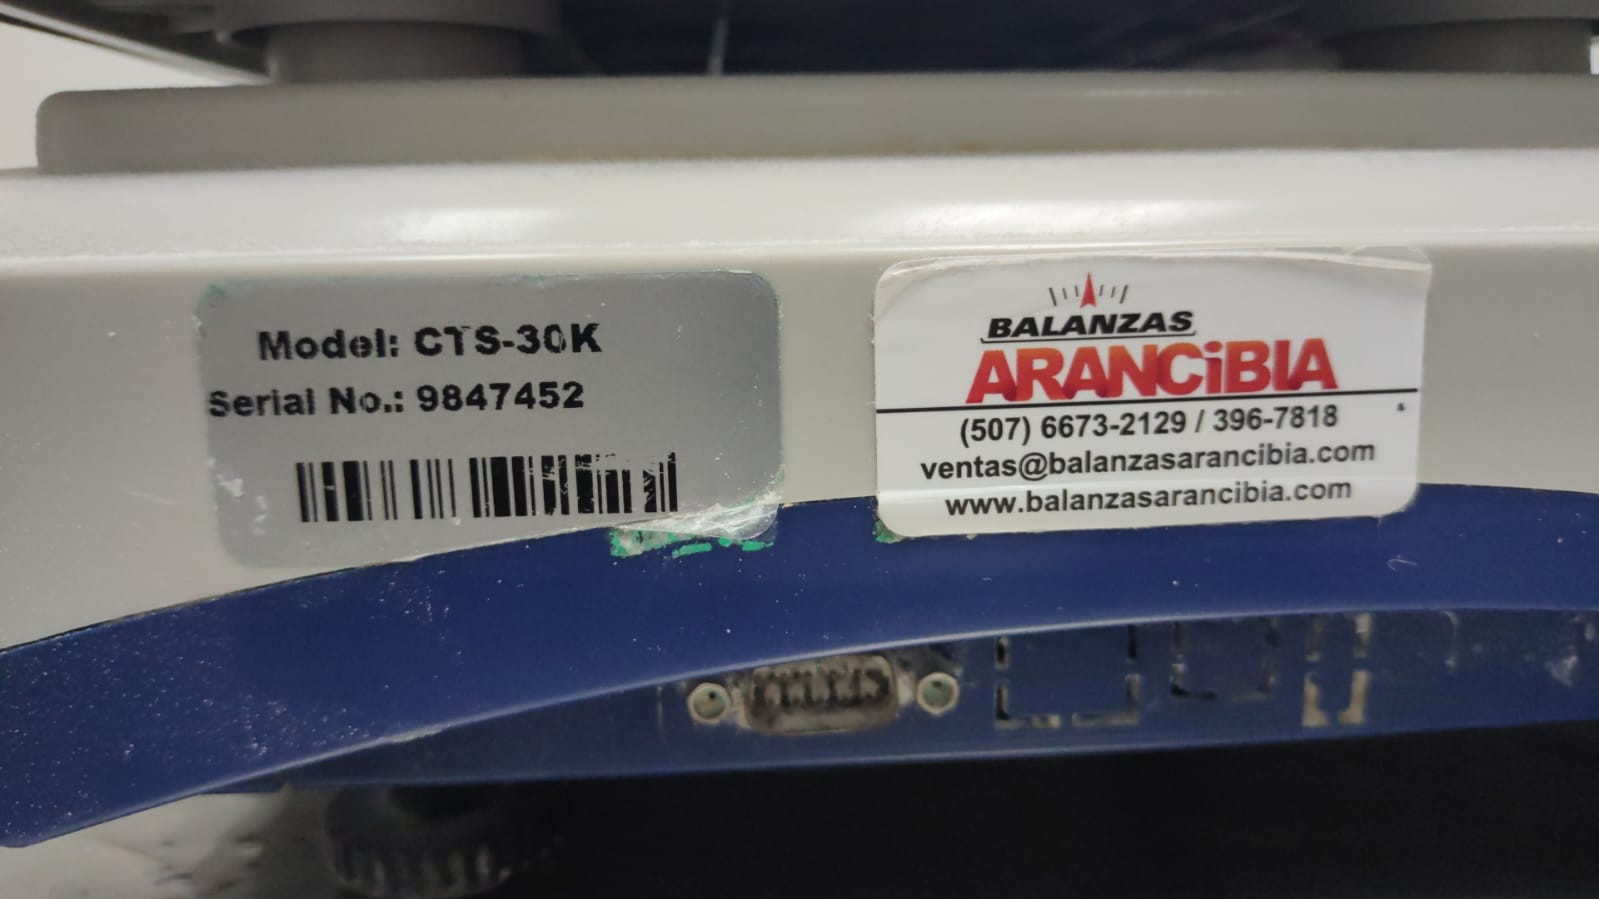 Model: CTS-30K
Serial No.: 9847452
BALANZAS
ARANCiBIA
(507) 6673-2129 / 396-7818
ventas@balanzasarancibia.com
www.balanzasarancibia.com